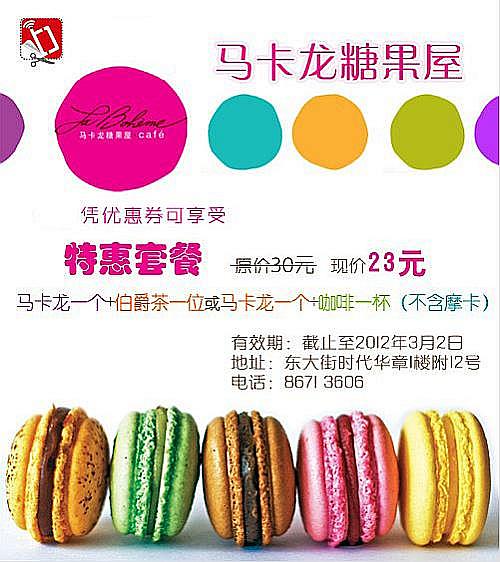 马卡龙糖果屋
La Boheme
马卡龙糖果屋 café
凭优惠券可享受
特惠套餐 原价30元 现价23元
马卡龙一个+伯爵茶一位或马卡龙一个+咖啡一杯（不含摩卡）
有效期：截止至2012年3月2日
地址：东大街时代华章1楼附12号
电话：8671 3606